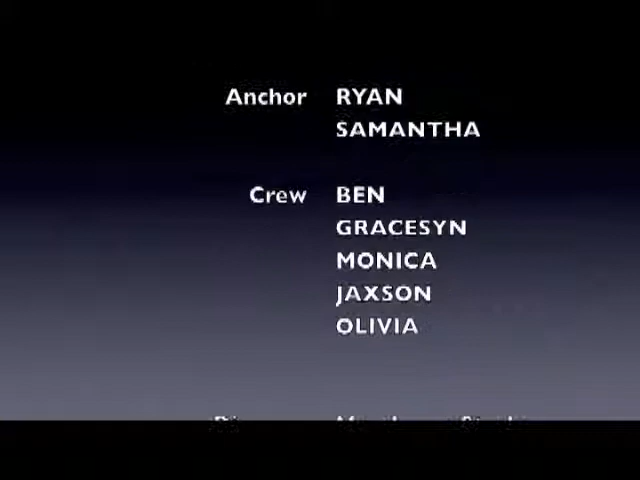 Anchor RYAN
SAMANTHA
Crew BEN
GRACESYN
MONICA
JAXSON
OLIVIA